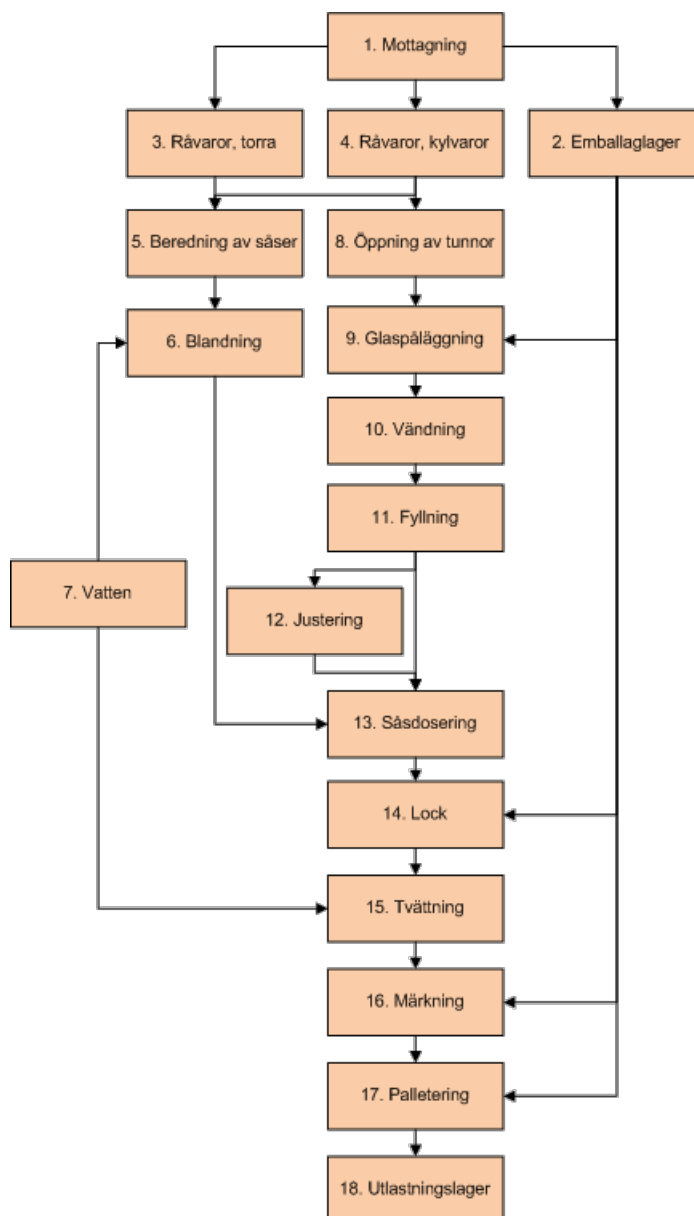 1. Mottagning
3. Råvaror, torra
4. Råvaror, kylvaror
2. Emballaglager
5. Beredning av såser
8. Öppning av tunnor
6. Blandning
9. Glaspåläggning
10. Vändning
11. Fyllning
7. Vatten
12. Justering
13. Såsdosering
14. Lock
15. Tvättning
16. Märkning
17. Palletering
18. Utlastningslager